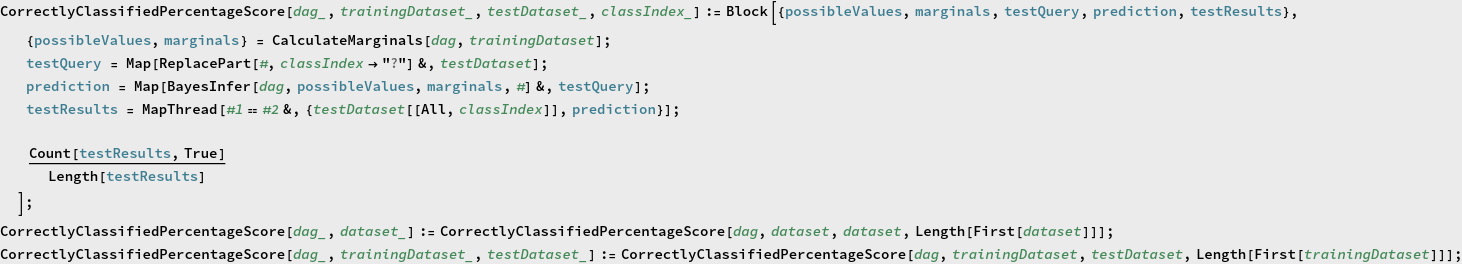 CorrectlyClassifiedPercentageScore[dag_, trainingDataset_, testDataset_, classIndex_] := Block[{possibleValues, marginals, testQuery, prediction, testResults},
{possibleValues, marginals} = CalculateMarginals[dag, trainingDataset];
testQuery = Map[ReplacePart[#, classIndex → "?"] &, testDataset];
prediction = Map[BayesInfer[dag, possibleValues, marginals, #] &, testQuery];
testResults = MapThread[#1 == #2 &, {testDataset[[All, classIndex]], prediction}];
Count[testResults, True]
Length[testResults]
];
CorrectlyClassifiedPercentageScore[dag_, dataset_] := CorrectlyClassifiedPercentageScore[dag, dataset, dataset, Length[First[dataset]]];
CorrectlyClassifiedPercentageScore[dag_, trainingDataset_, testDataset_] := CorrectlyClassifiedPercentageScore[dag, trainingDataset, testDataset, Length[First[trainingDataset]]];